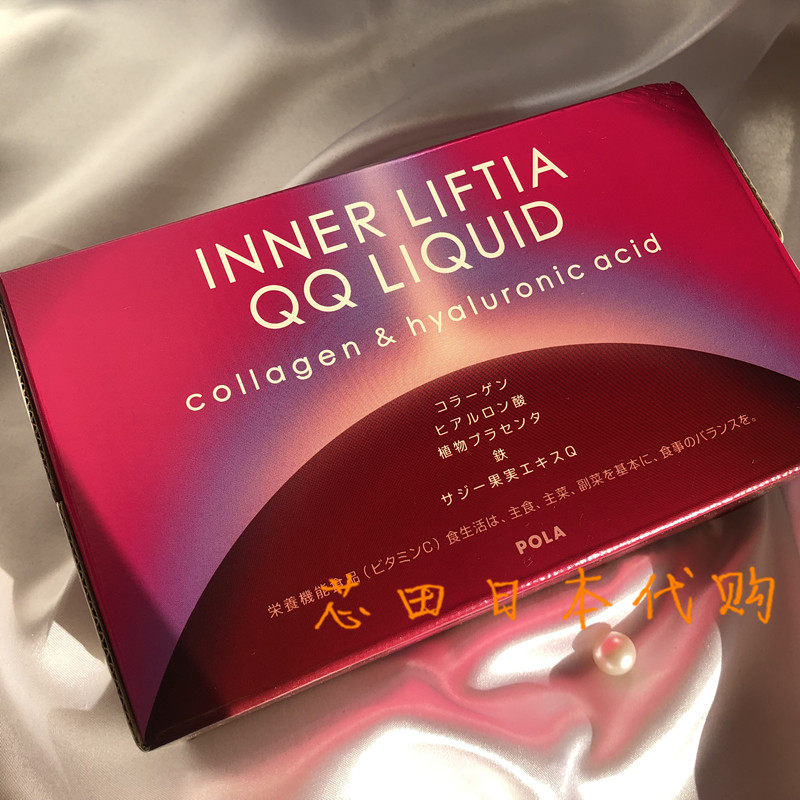 INNER LIFTIA
QQ LIQUID
collagen & hyaluronic acid
コラーゲン
ヒアルロン酸
植物プラセンタ
鉄
サジー果実エキスQ
栄養機能食品（ビタミンC）食生活は、主食、主菜、副菜を基本に、食事のバランスを。
POLA
芯田日本代购